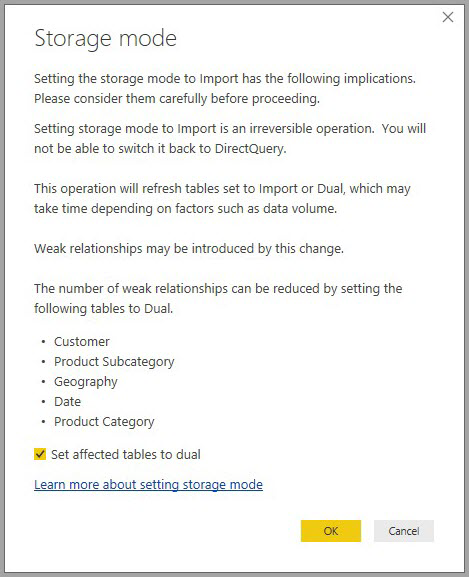 Storage mode
Setting the storage mode to Import has the following implications.
Please consider them carefully before proceeding.
Setting storage mode to Import is an irreversible operation.  You will
not be able to switch it back to DirectQuery.
This operation will refresh tables set to Import or Dual, which may
take time depending on factors such as data volume.
Weak relationships may be introduced by this change.
The number of weak relationships can be reduced by setting the
following tables to Dual.
• Customer
• Product Subcategory
• Geography
• Date
• Product Category
Set affected tables to dual
Learn more about setting storage mode
OK Cancel